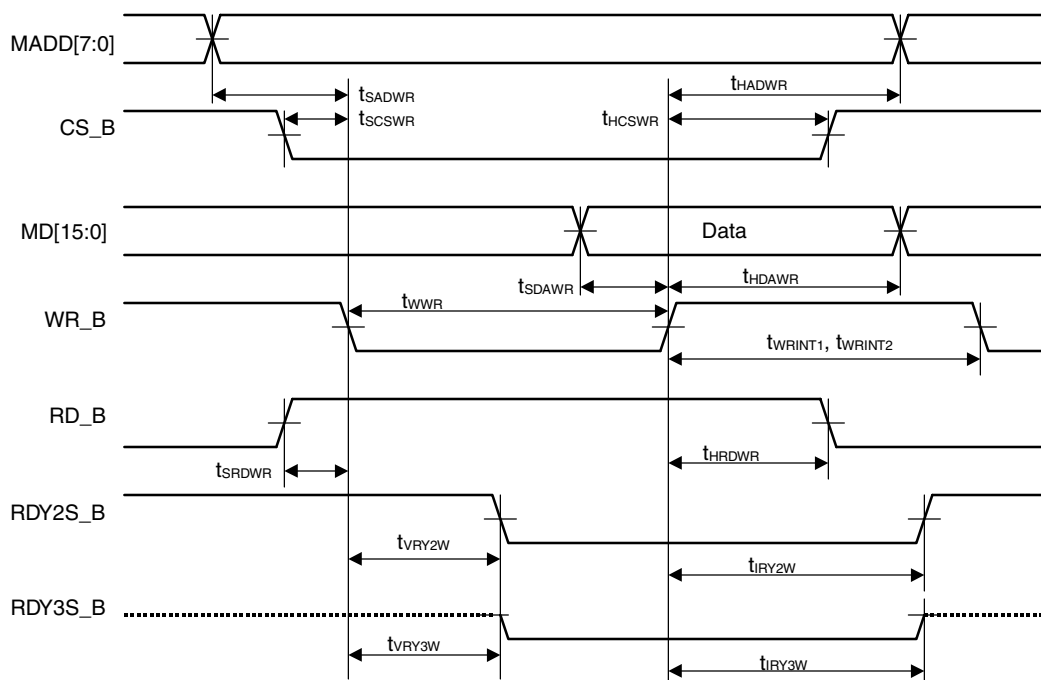 MADD[7:0]
tSADWR
tHADWR
CS_B
tSCSWR
tHCSWR
MD[15:0]
Data
tSDAWR
tHDAWR
WR_B
tWWR
tWRINT1, tWRINT2
RD_B
tSRDWR
tHRDWR
RDY2S_B
tVRY2W
tIRY2W
RDY3S_B
tVRY3W
tIRY3W